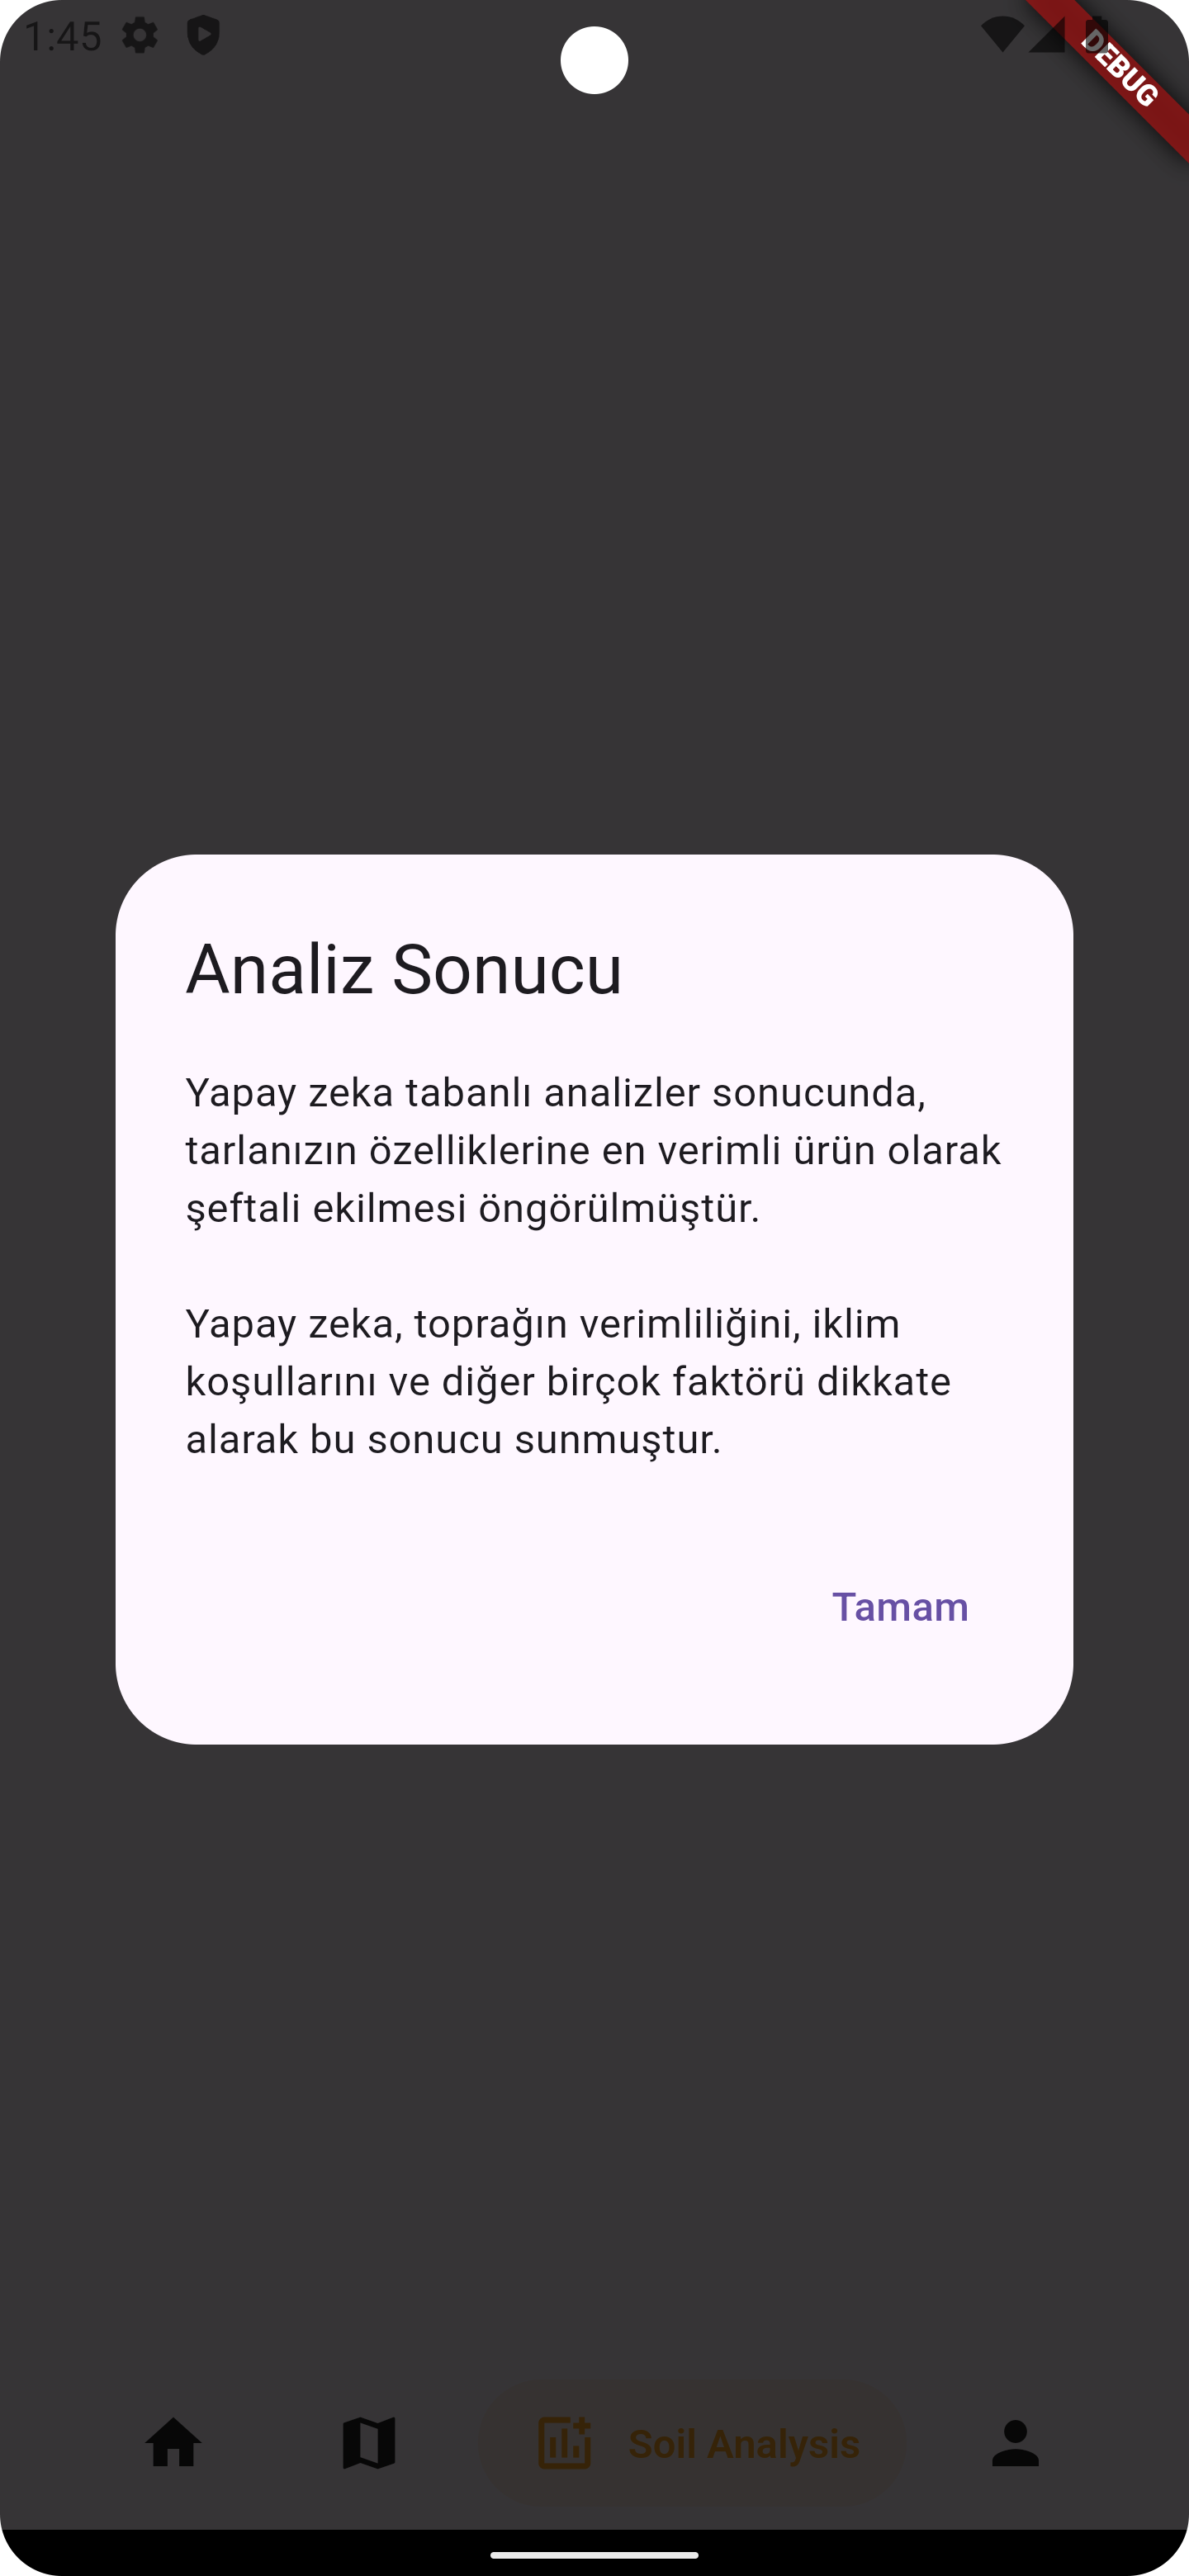 1:45
DEBUG
Analiz Sonucu
Yapay zeka tabanlı analizler sonucunda,
tarlanızın özelliklerine en verimli ürün olarak
şeftali ekilmesi öngörülmüştür.
Yapay zeka, toprağın verimliliğini, iklim
koşullarını ve diğer birçok faktörü dikkate
alarak bu sonucu sunmuştur.
Tamam
Soil Analysis